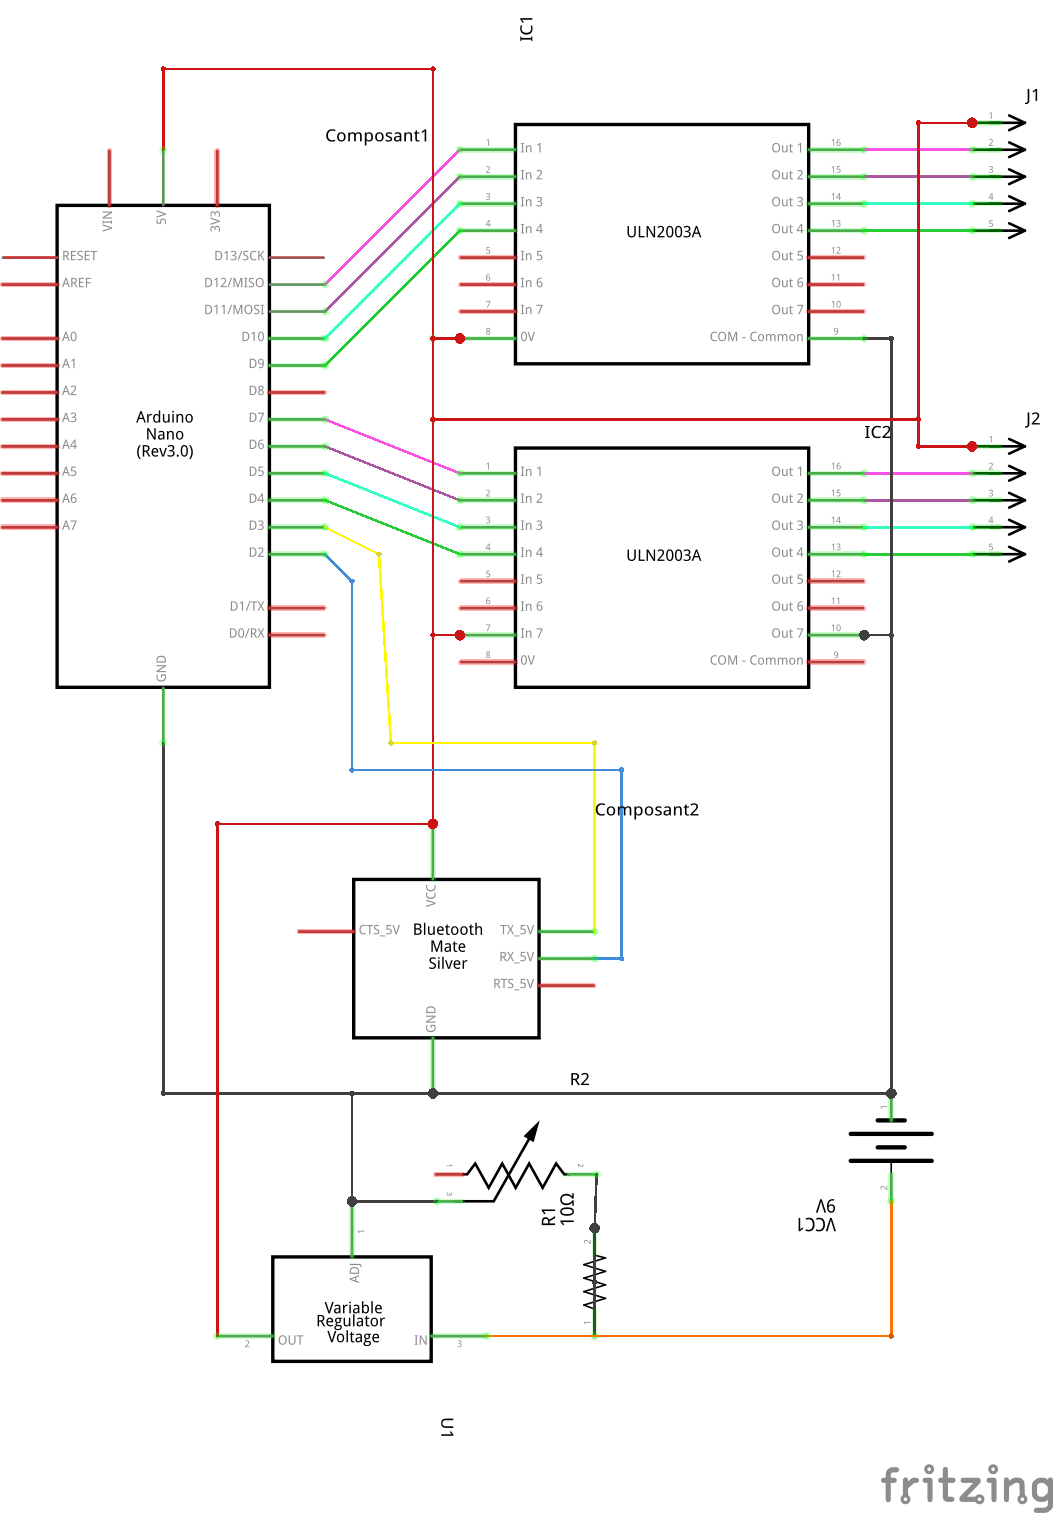 IC1
J1
Composant1
VIN
5V
3V3
RESET
AREF
A0
A1
A2
A3
A4
A5
A6
A7
Arduino
Nano
(Rev3.0)
D13/SCK
D12/MISO
D11/MOSI
D10
D9
D8
D7
D6
D5
D4
D3
D2
D1/TX
D0/RX
GND
1 In 1
2 In 2
3 In 3
4 In 4
5 In 5
6 In 6
7 In 7
8 0V
ULN2003A
Out 1 16
Out 2 15
Out 3 14
Out 4 13
Out 5 12
Out 6 11
Out 7 10
COM - Common 9
1
2
3
4
5
IC2
J2
1 In 1
2 In 2
3 In 3
4 In 4
5 In 5
6 In 6
7 In 7
8 0V
ULN2003A
Out 1 16
Out 2 15
Out 3 14
Out 4 13
Out 5 12
Out 6 11
Out 7 10
COM - Common 9
1
2
3
4
5
Composant2
VCC
CTS_5V
Bluetooth
Mate
Silver
TX_5V
RX_5V
RTS_5V
GND
R2
1
2
3
R1
10Ω
2
1
1
2
VCC1
9V
1
ADJ
Variable
Regulator
Voltage
OUT
2
IN
3
U1
fritzing